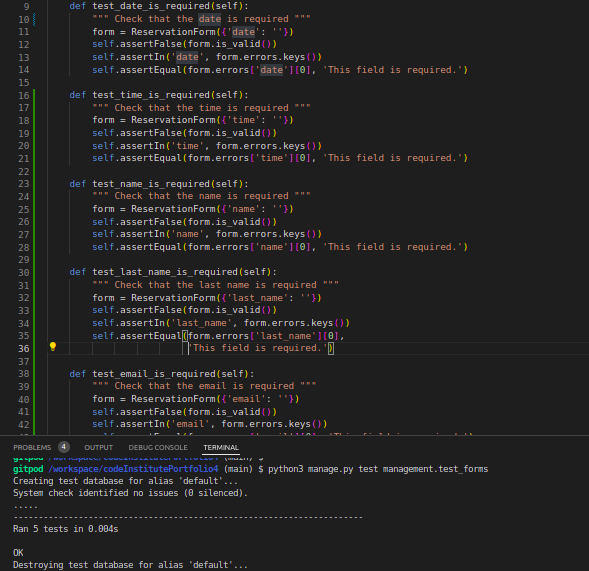 9 def test_date_is_required(self):
10 """ Check that the date is required """
11 form = ReservationForm({'date': ''})
12 self.assertFalse(form.is_valid())
13 self.assertIn('date', form.errors.keys())
14 self.assertEqual(form.errors['date'][0], 'This field is required.')
15
16 def test_time_is_required(self):
17 """ Check that the time is required """
18 form = ReservationForm({'time': ''})
19 self.assertFalse(form.is_valid())
20 self.assertIn('time', form.errors.keys())
21 self.assertEqual(form.errors['time'][0], 'This field is required.')
22
23 def test_name_is_required(self):
24 """ Check that the name is required """
25 form = ReservationForm({'name': ''})
26 self.assertFalse(form.is_valid())
27 self.assertIn('name', form.errors.keys())
28 self.assertEqual(form.errors['name'][0], 'This field is required.')
29
30 def test_last_name_is_required(self):
31 """ Check that the last name is required """
32 form = ReservationForm({'last_name': ''})
33 self.assertFalse(form.is_valid())
34 self.assertIn('last_name', form.errors.keys())
35 self.assertEqual(form.errors['last_name'][0],
36 'This field is required.')
37
38 def test_email_is_required(self):
39 """ Check that the email is required """
40 form = ReservationForm({'email': ''})
41 self.assertFalse(form.is_valid())
42 self.assertIn('email', form.errors.keys())
PROBLEMS 4 OUTPUT DEBUG CONSOLE TERMINAL
gitpod /workspace/codeInstitutePortfolio4 (main) $
gitpod /workspace/codeInstitutePortfolio4 (main) $ python3 manage.py test management.test_forms
Creating test database for alias 'default'...
System check identified no issues (0 silenced).
.....
----------------------------------------------------------------------
Ran 5 tests in 0.004s
OK
Destroying test database for alias 'default'...